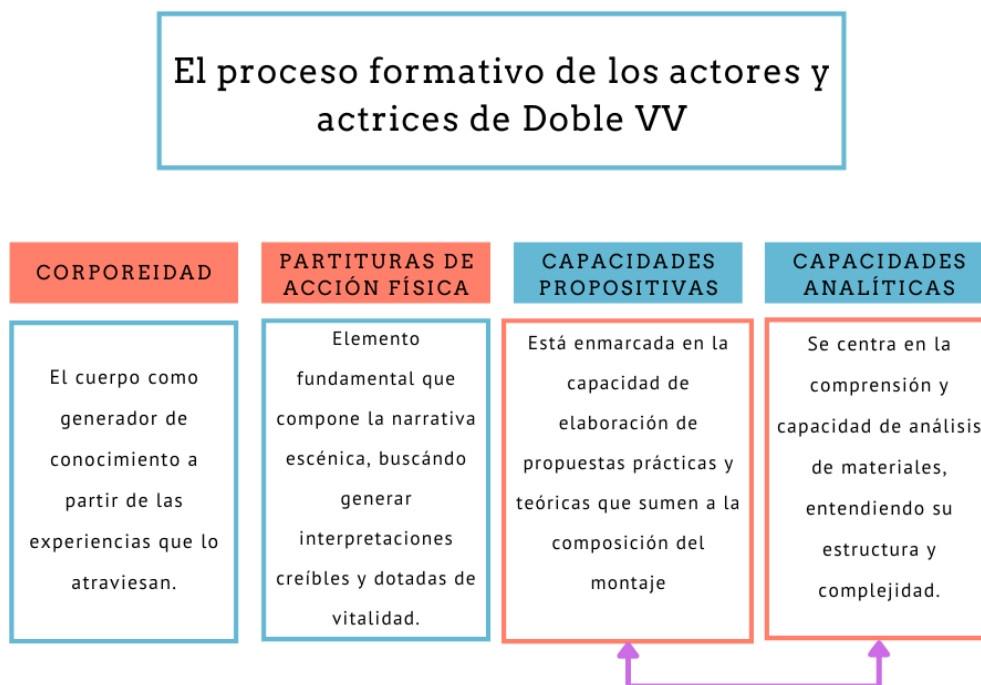 El proceso formativo de los actores y
actrices de Doble VV
CORPOREIDAD
El cuerpo como
generador de
conocimiento a
partir de las
experiencias que lo
atraviesan.
PARTITURAS DE
ACCIÓN FÍSICA
Elemento
fundamental que
compone la narrativa
escénica, buscándo
generar
interpretaciones
creíbles y dotadas de
vitalidad.
CAPACIDADES
PROPOSITIVAS
Está enmarcada en la
capacidad de
elaboración de
propuestas prácticas y
teóricas que sumen a la
composición del
montaje
CAPACIDADES
ANALÍTICAS
Se centra en la
comprensión y
capacidad de análisis
de materiales,
entendiendo su
estructura y
complejidad.